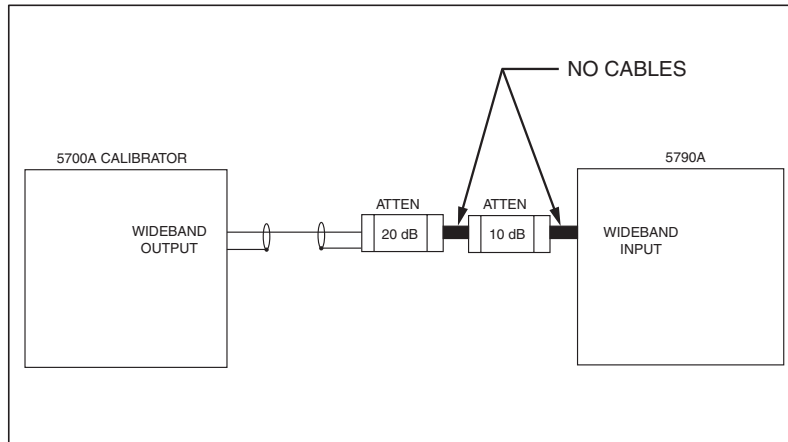 NO CABLES
5700A CALIBRATOR
5790A
ATTEN
ATTEN
WIDEBAND
OUTPUT
20 dB
10 dB
WIDEBAND
INPUT